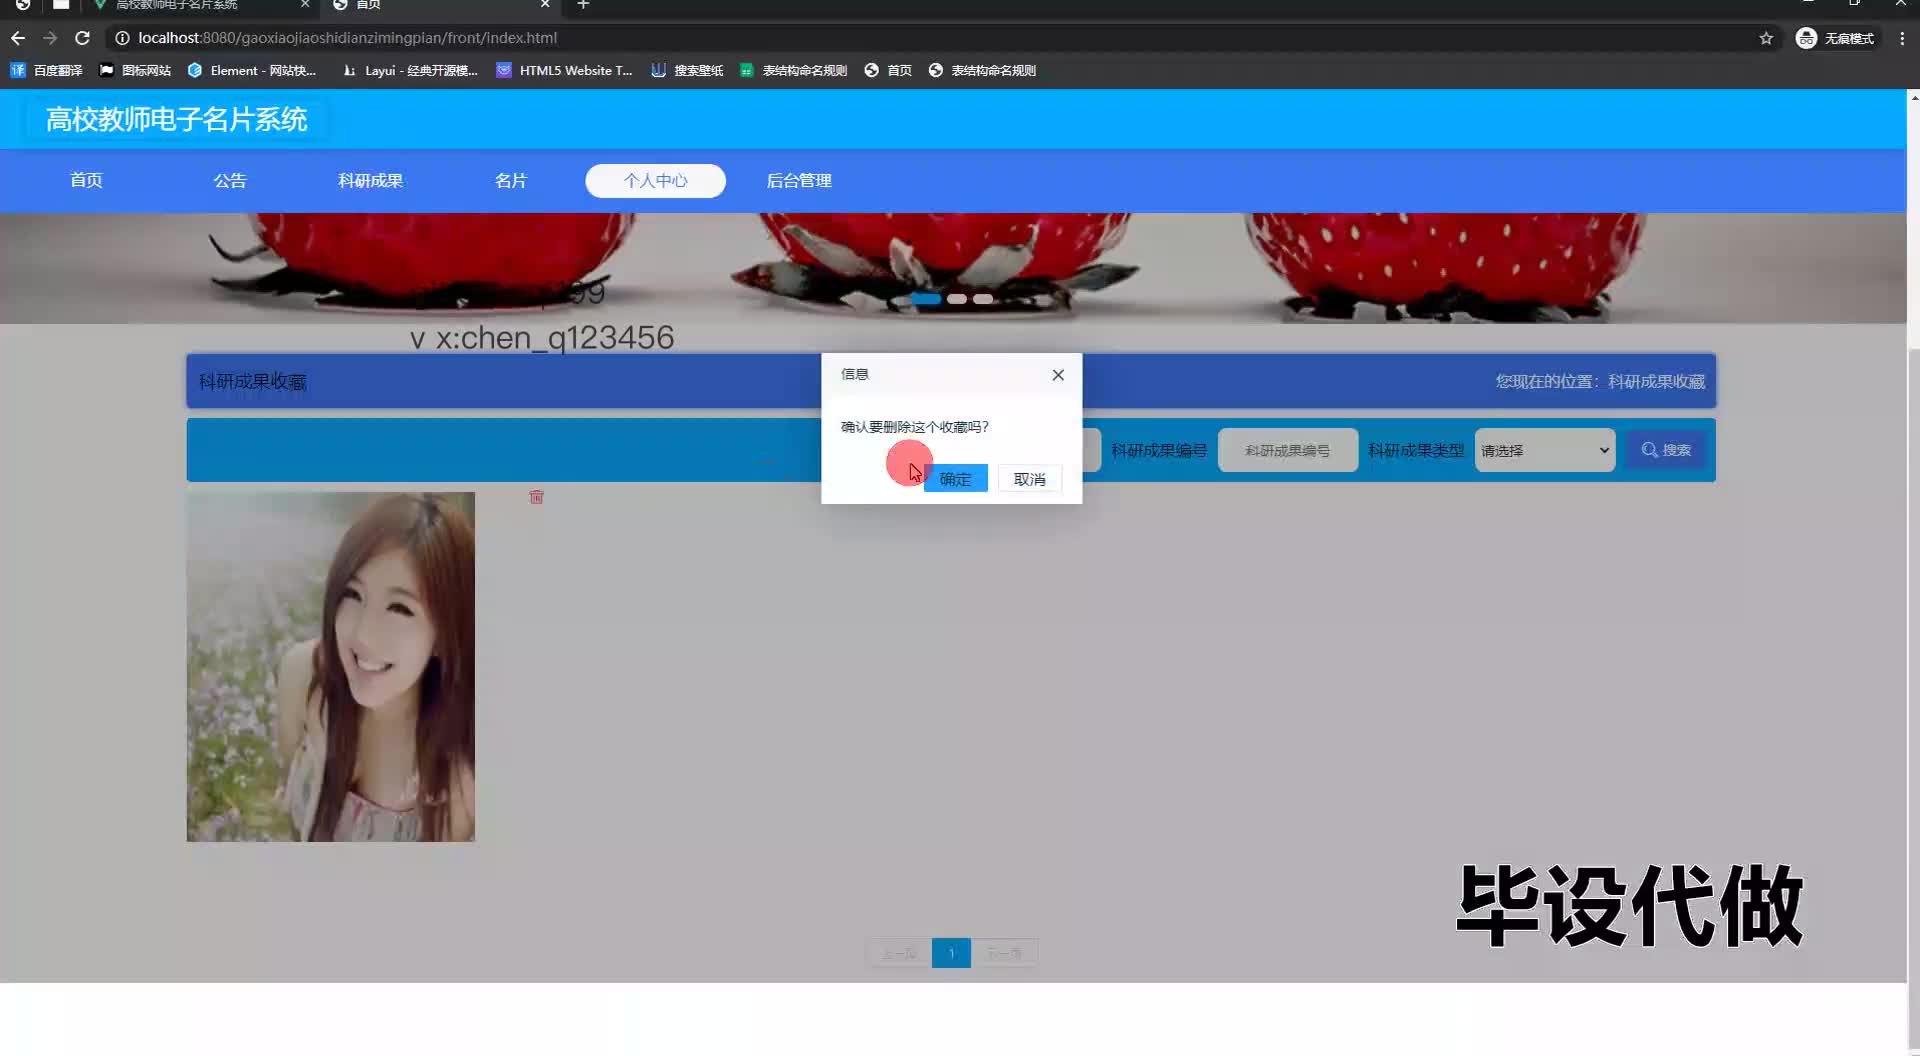 高校教师电子名片系统
首页
localhost:8080/gaoxiaojiaoshidianzimingpian/front/index.html
无痕模式
百度翻译
图标网站
Element - 网站快...
Layui - 经典开源模...
HTML5 Website T...
搜索壁纸
表结构命名规则
首页
表结构命名规则
高校教师电子名片系统
首页
公告
科研成果
名片
个人中心
后台管理
v x:chen_q123456
科研成果收藏
您现在的位置：科研成果收藏
信息
确认要删除这个收藏吗?
确定
取消
科研成果编号
科研成果编号
科研成果类型
请选择
搜索
毕设代做
上一页
1
下一页